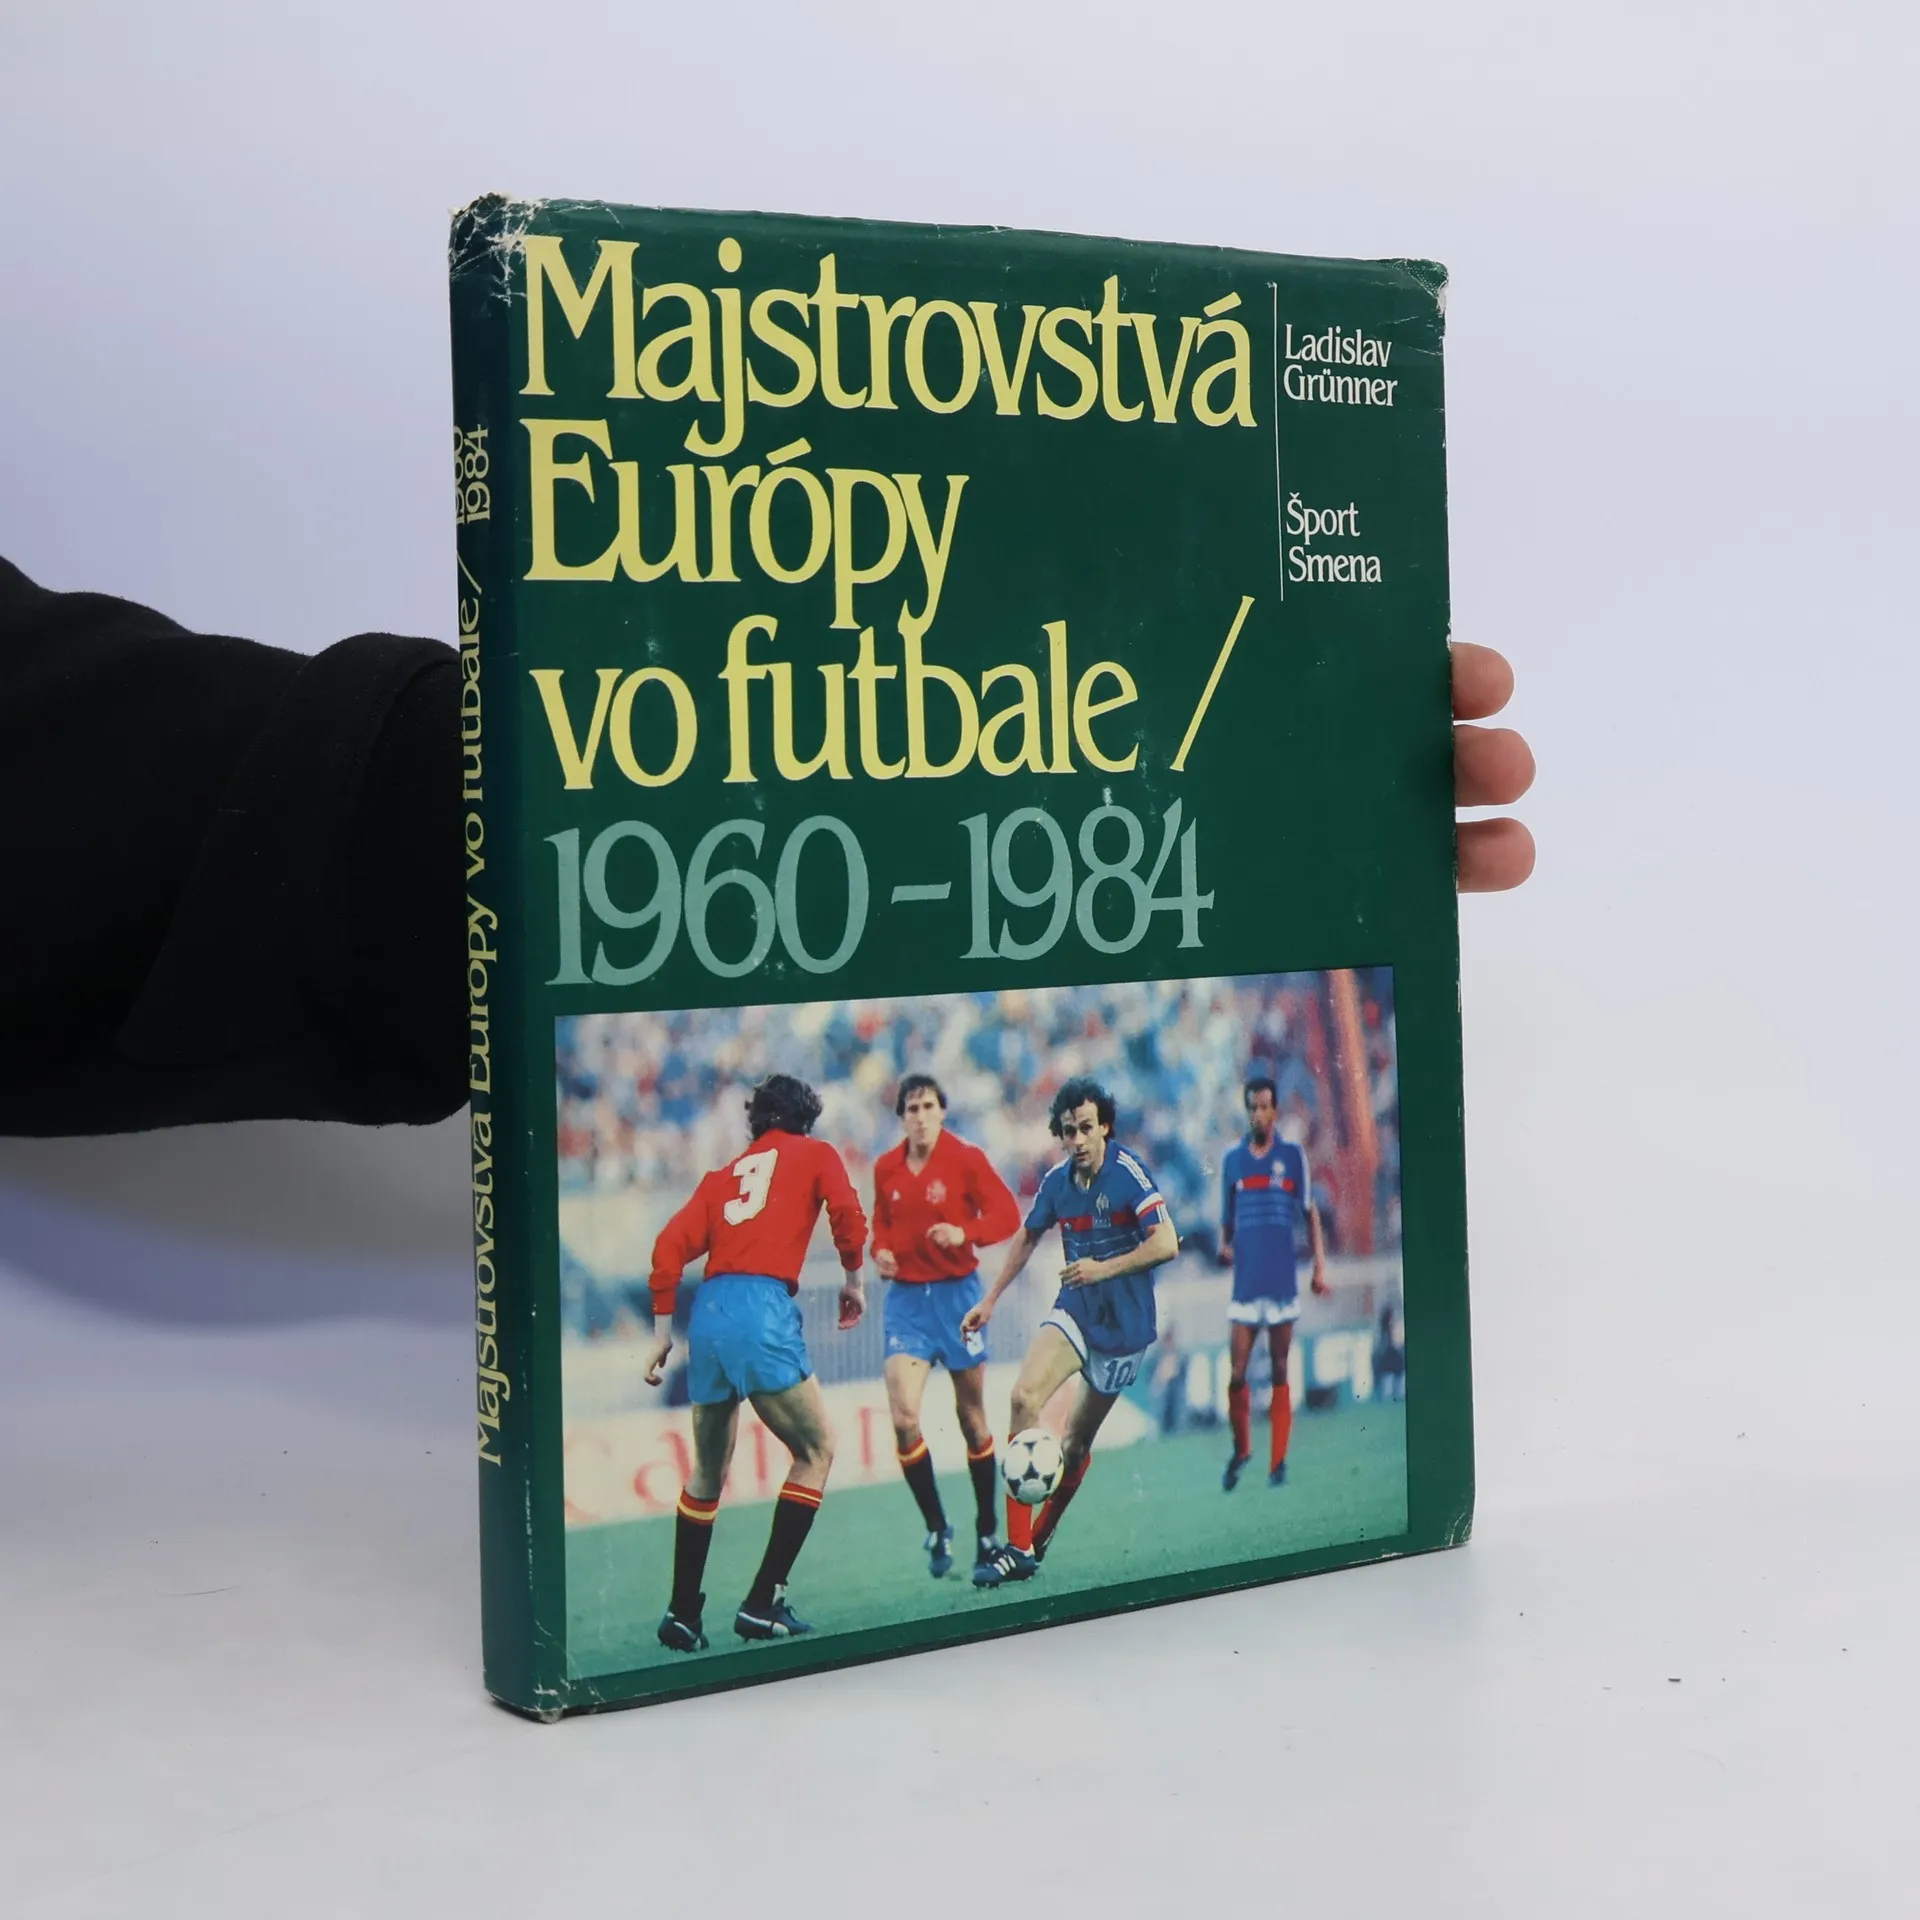 Majstrovstvá
Európy
vo futbale /
1960-1984
Ladislav
Grünner
Šport
Smena
Majstrovstvá Európy vo futbale / 1960
1984
3
10